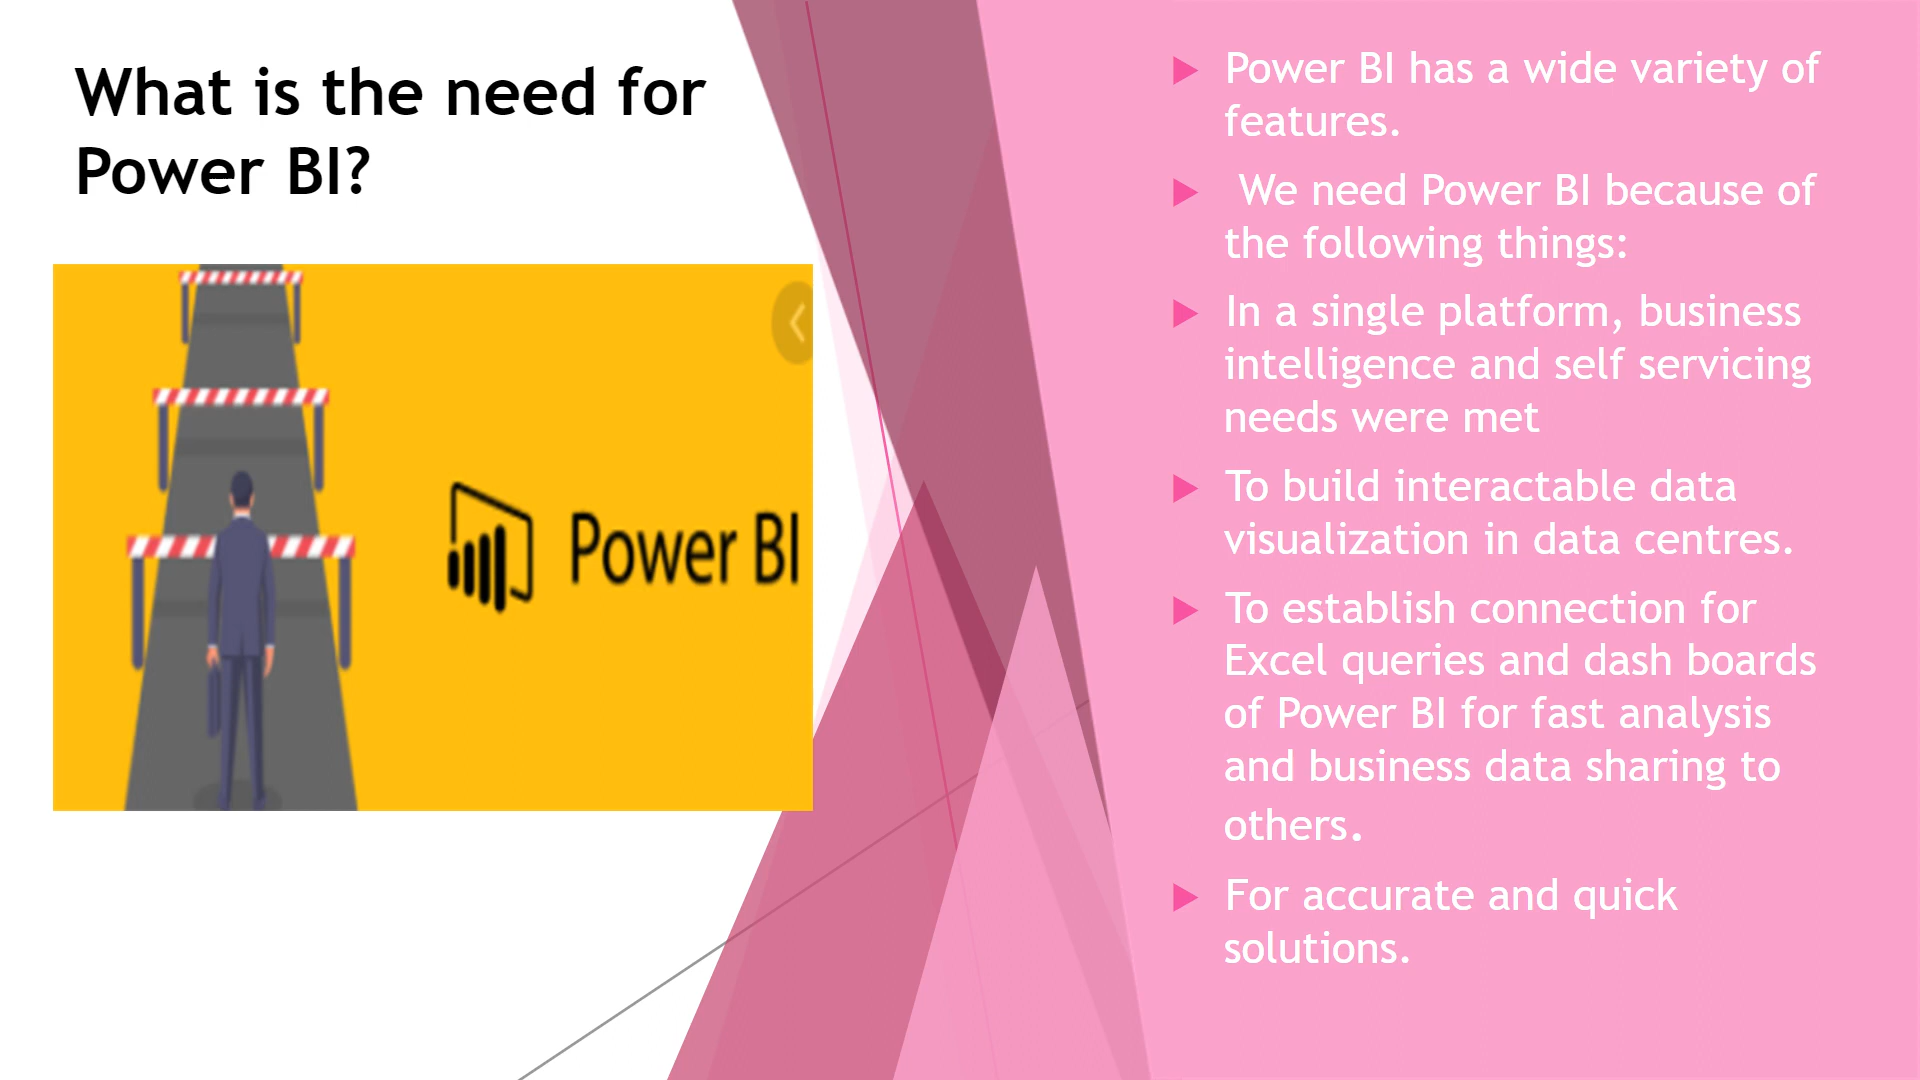 What is the need for
Power BI?
Power BI
Power BI has a wide variety of
features.
We need Power BI because of
the following things:
In a single platform, business
intelligence and self servicing
needs were met
To build interactable data
visualization in data centres.
To establish connection for
Excel queries and dash boards
of Power BI for fast analysis
and business data sharing to
others.
For accurate and quick
solutions.